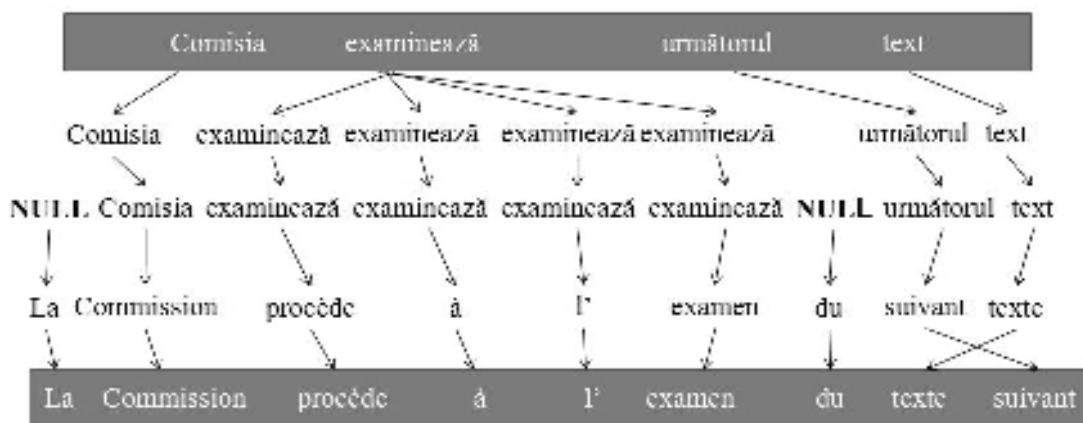 Comisia examinează următorul text
Comisia examinează examinează examinează examinează următorul text
NULL Comisia examinează examinează examinează examinează NULL următorul text
La Commission procède à l' examen du suivant texte
La Commission procède à l' examen du texte suivant